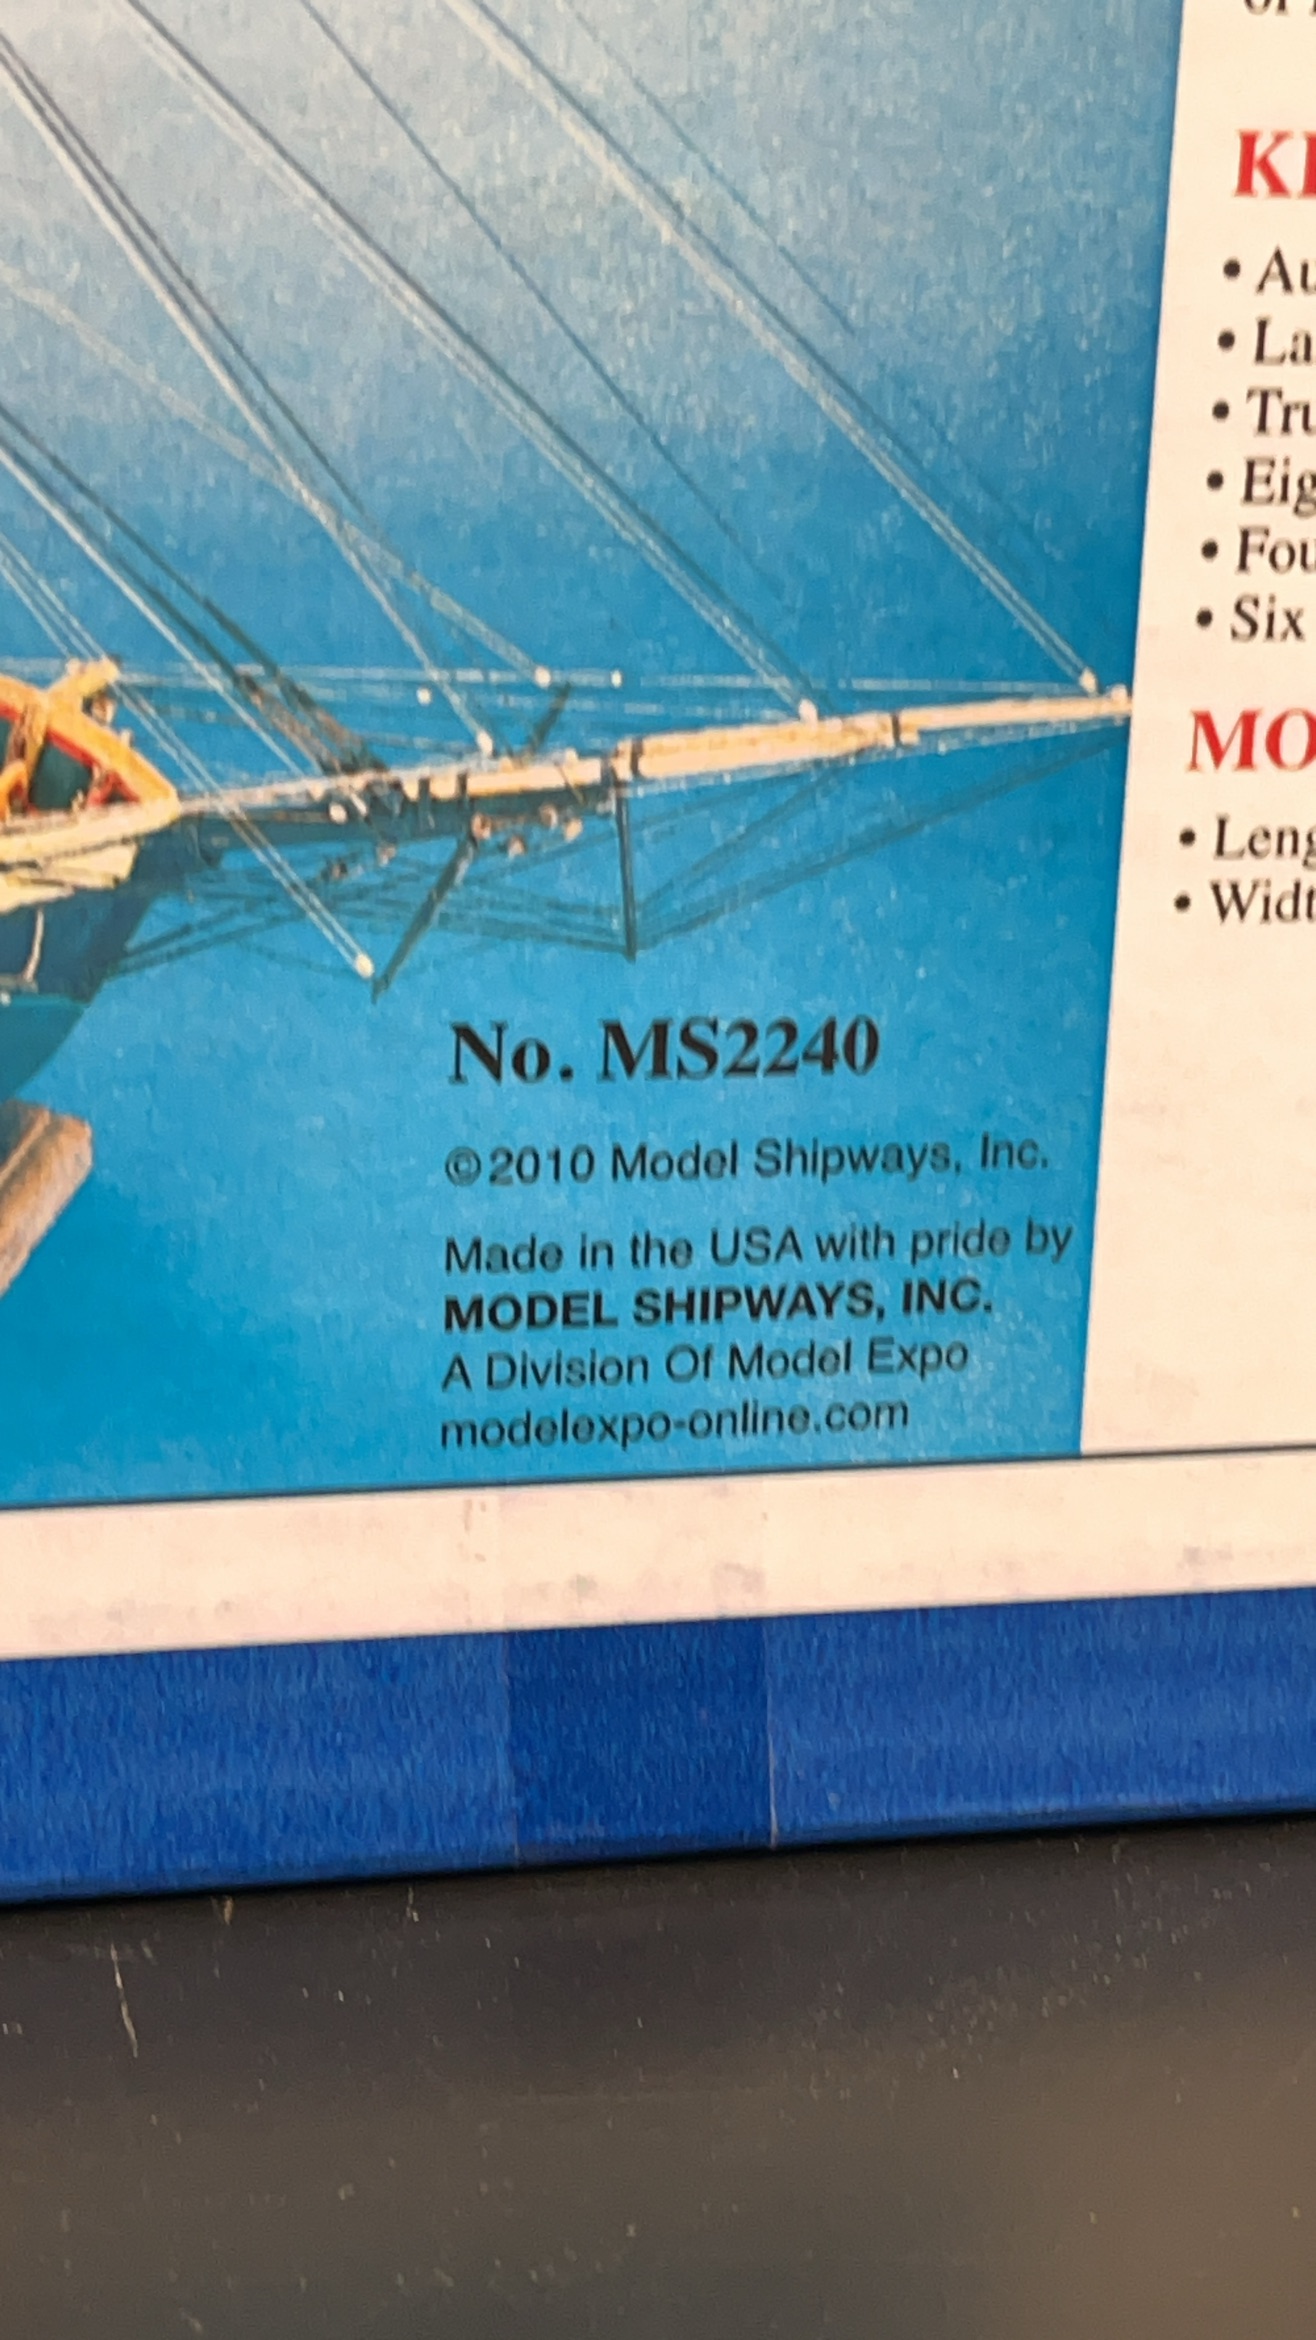 No. MS2240
©2010 Model Shipways, Inc.
Made in the USA with pride by
MODEL SHIPWAYS, INC.
A Division Of Model Expo
modelexpo-online.com
• Six